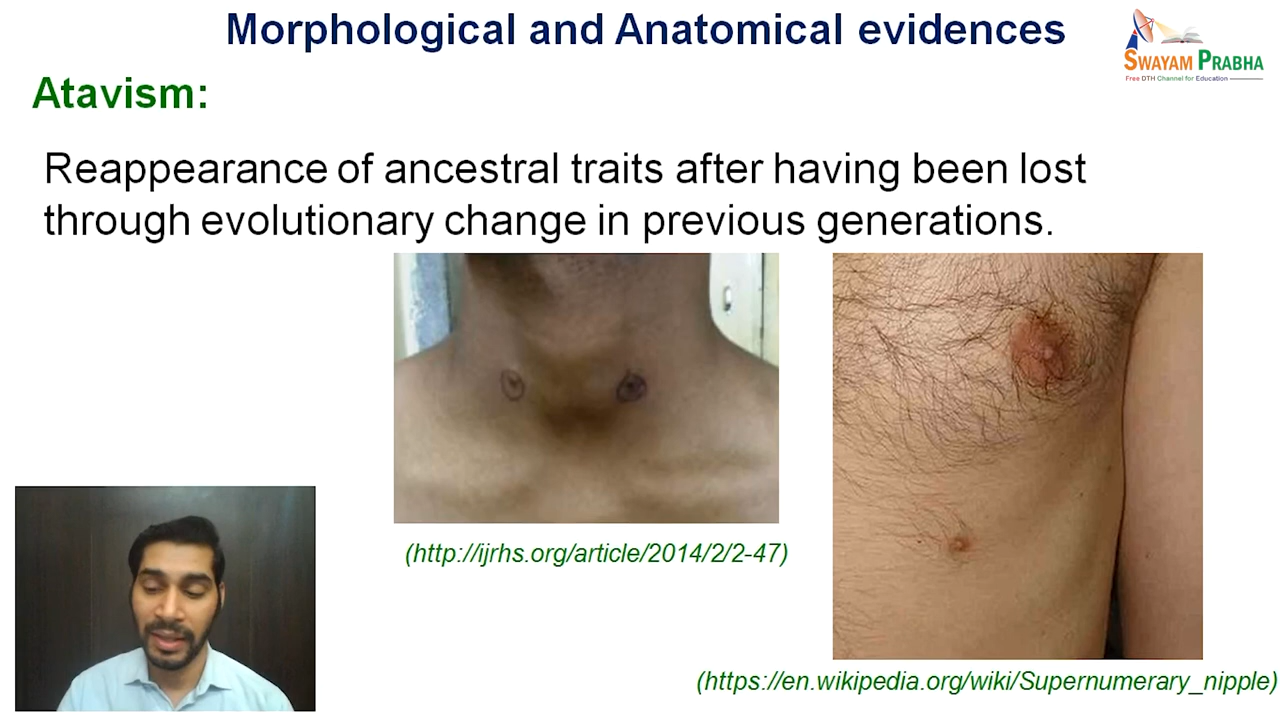 Morphological and Anatomical evidences
SWAYAM PRABHA
Free DTH Channel for Education
Atavism:
Reappearance of ancestral traits after having been lost
through evolutionary change in previous generations.
(http://ijrhs.org/article/2014/2/2-47)
(https://en.wikipedia.org/wiki/Supernumerary_nipple)